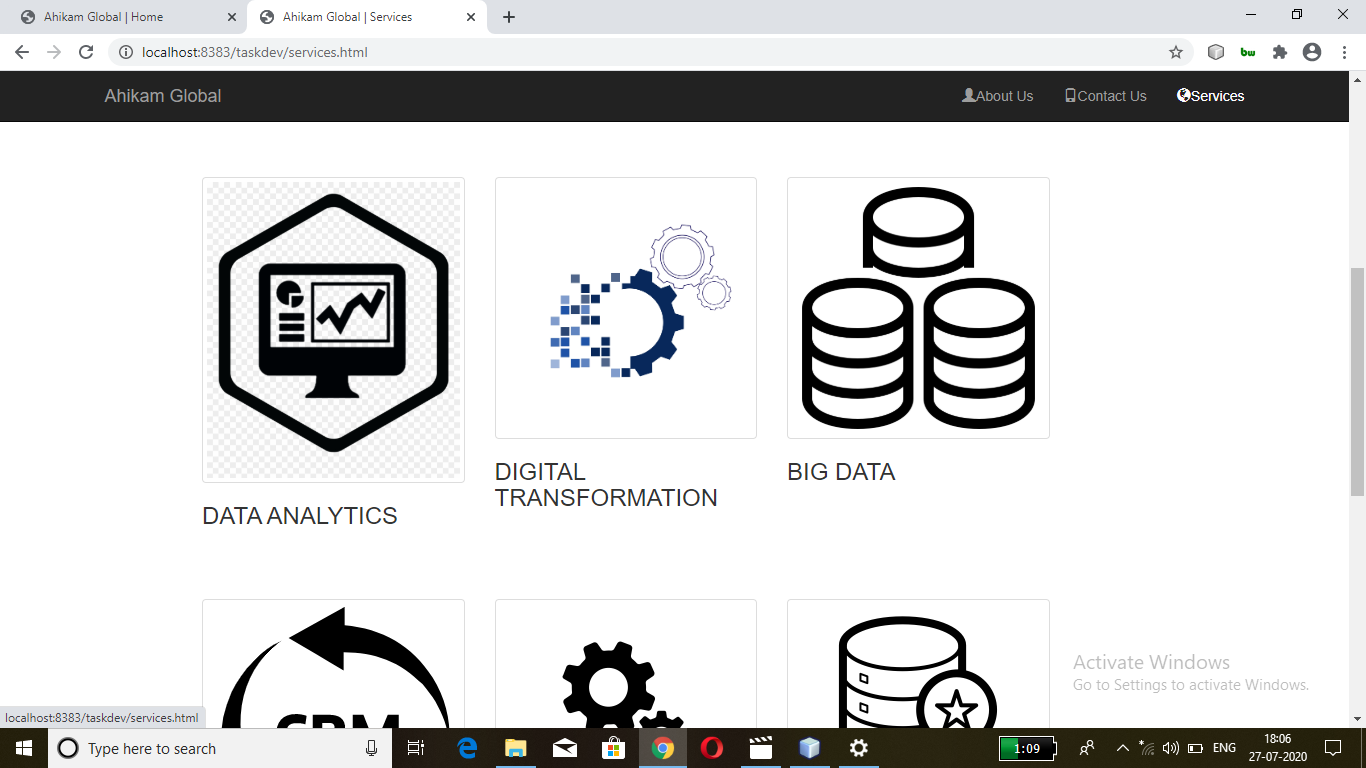 Ahikam Global | Home
Ahikam Global | Services
localhost:8383/taskdev/services.html
bw
Ahikam Global
About Us
Contact Us
Services
DATA ANALYTICS
DIGITAL
TRANSFORMATION
BIG DATA
CRM
Activate Windows
Go to Settings to activate Windows.
localhost:8383/taskdev/services.html
Type here to search
1:09
ENG
18:06
27-07-2020